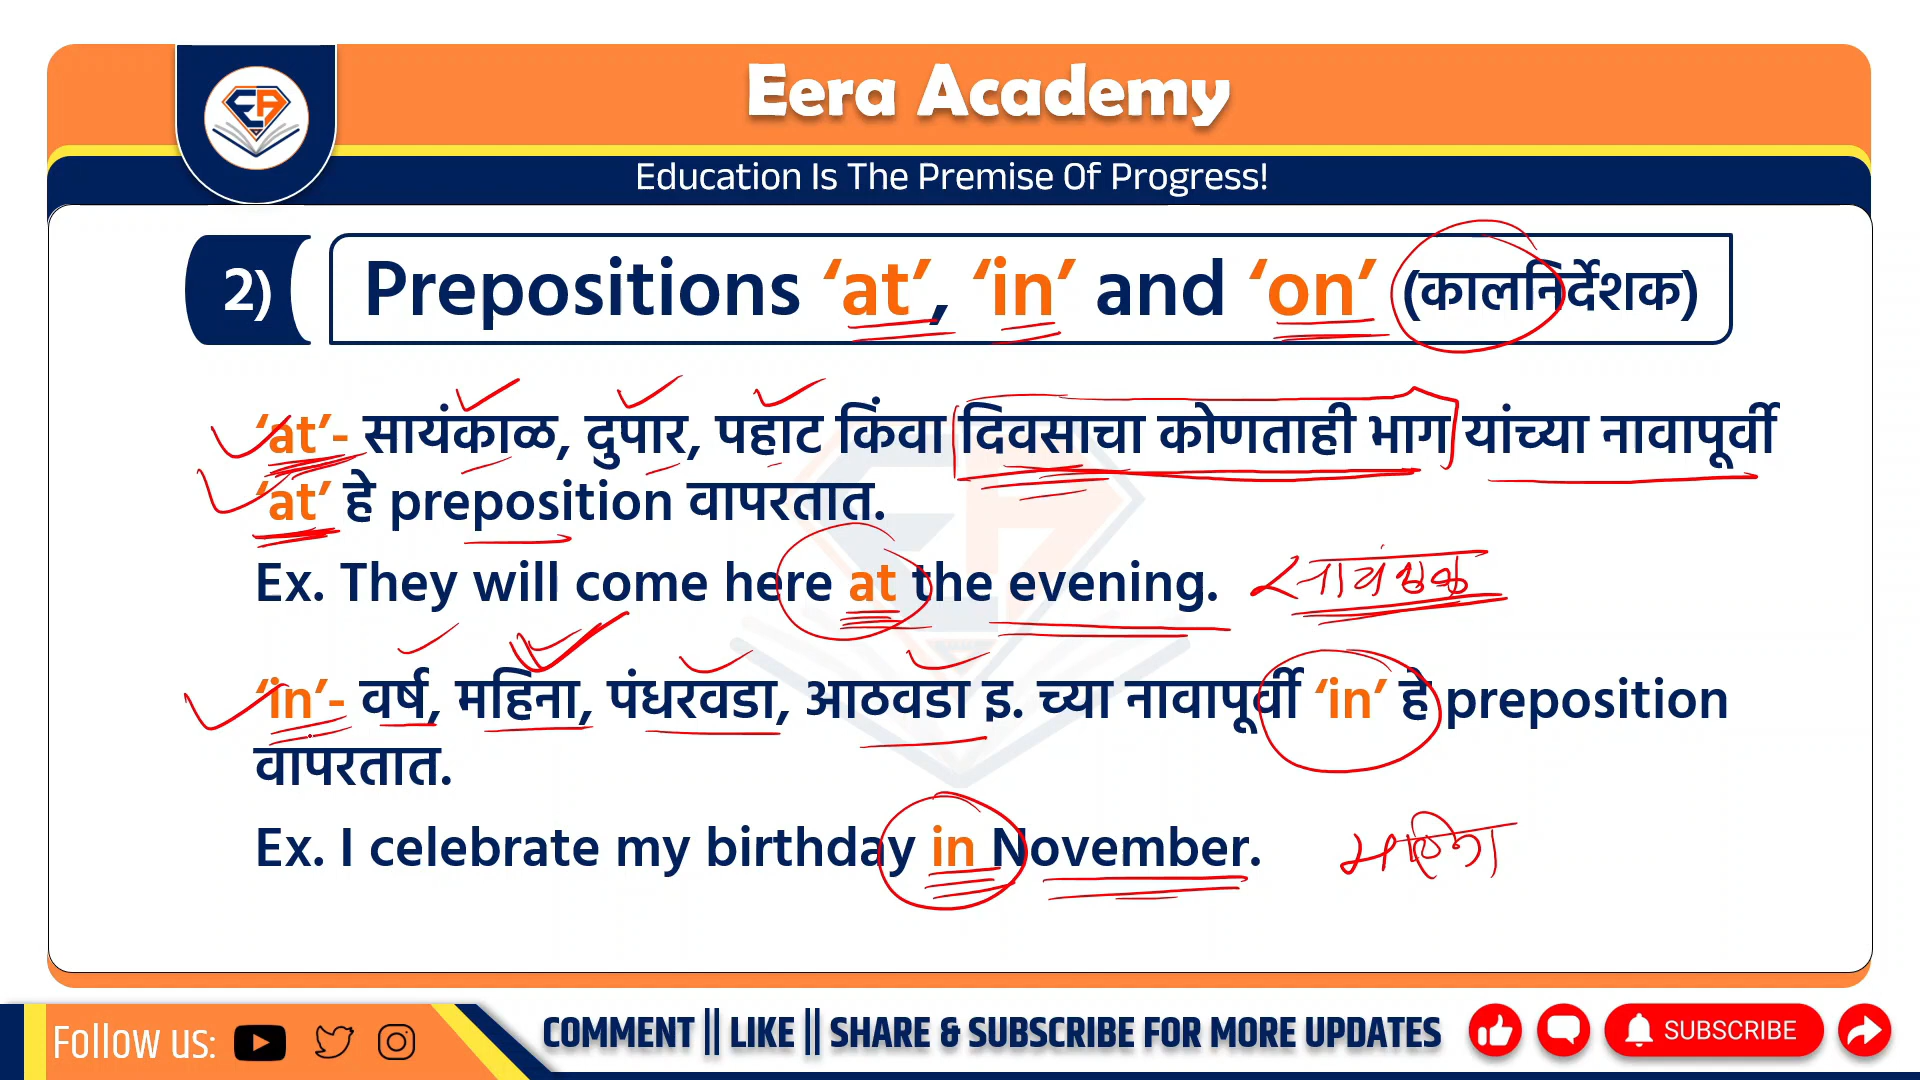 Eera Academy
Education Is The Premise Of Progress!
2) Prepositions ‘at’, ‘in’ and ‘on’ (कालनिर्देशक)
‘at’- सायंकाळ, दुपार, पहाट किंवा दिवसाचा कोणताही भाग यांच्या नावापूर्वी
‘at’ हे preposition वापरतात.
Ex. They will come here at the evening.
‘in’- वर्ष, महिना, पंधरवडा, आठवडा इ. च्या नावापूर्वी ‘in’ हे preposition
वापरतात.
Ex. I celebrate my birthday in November. महिना
Follow us:
COMMENT || LIKE || SHARE & SUBSCRIBE FOR MORE UPDATES
SUBSCRIBE